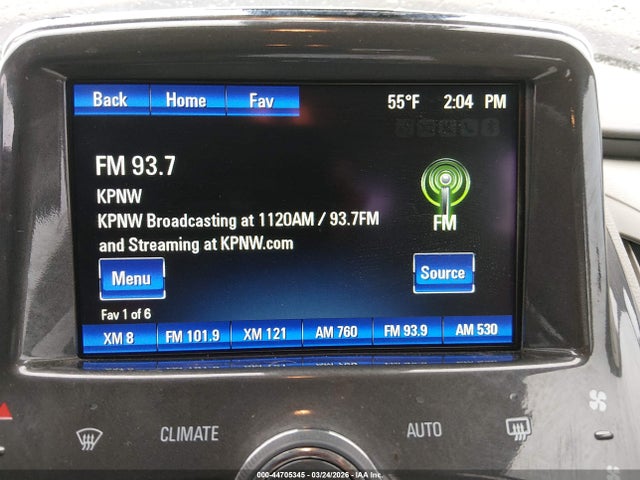 Back Home Fav 55°F 2:04 PM
FM 93.7
KPNW
KPNW Broadcasting at 1120AM / 93.7FM
and Streaming at KPNW.com
FM
Menu Source
Fav 1 of 6
XM 8 FM 101.9 XM 121 AM 760 FM 93.9 AM 530
CLIMATE AUTO
000-44705345 - 03/24/2026 - IAA Inc.